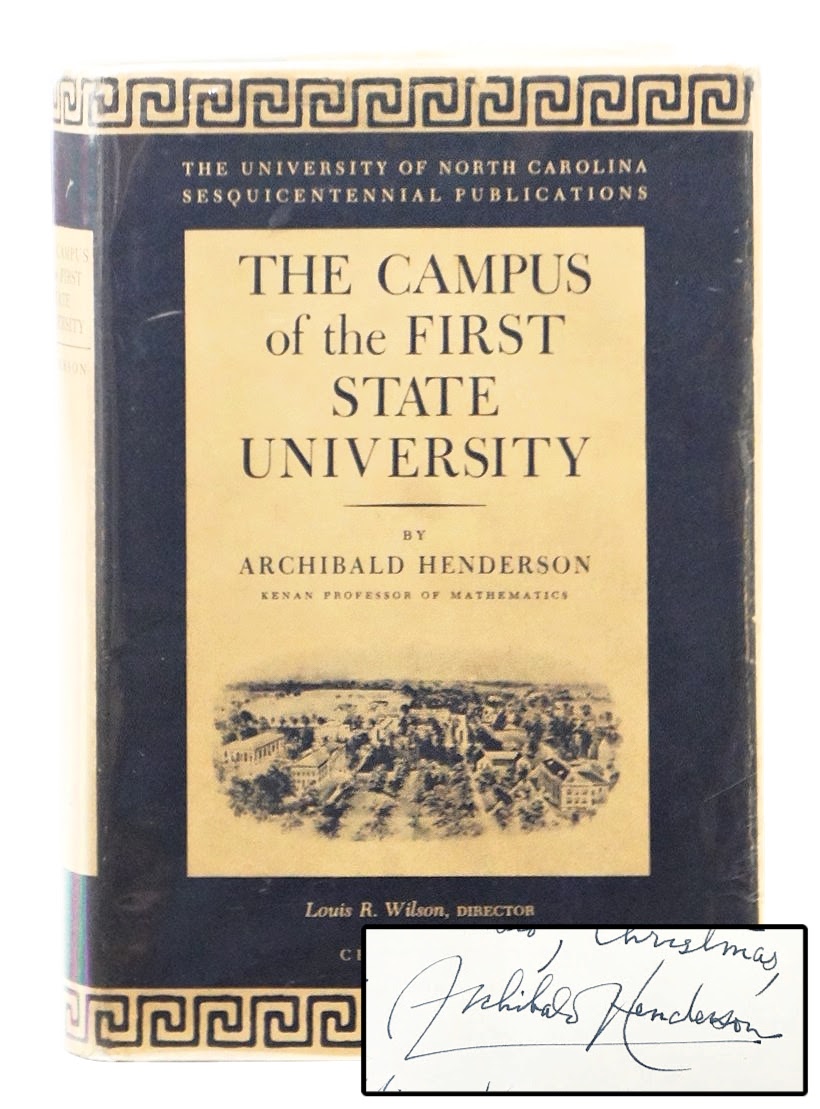 THE UNIVERSITY OF NORTH CAROLINA
SESQUICENTENNIAL PUBLICATIONS
THE CAMPUS
of the FIRST
STATE
UNIVERSITY
BY
ARCHIBALD HENDERSON
KENAN PROFESSOR OF MATHEMATICS
Louis R. Wilson, DIRECTOR
Christmas,
Archibald Henderson